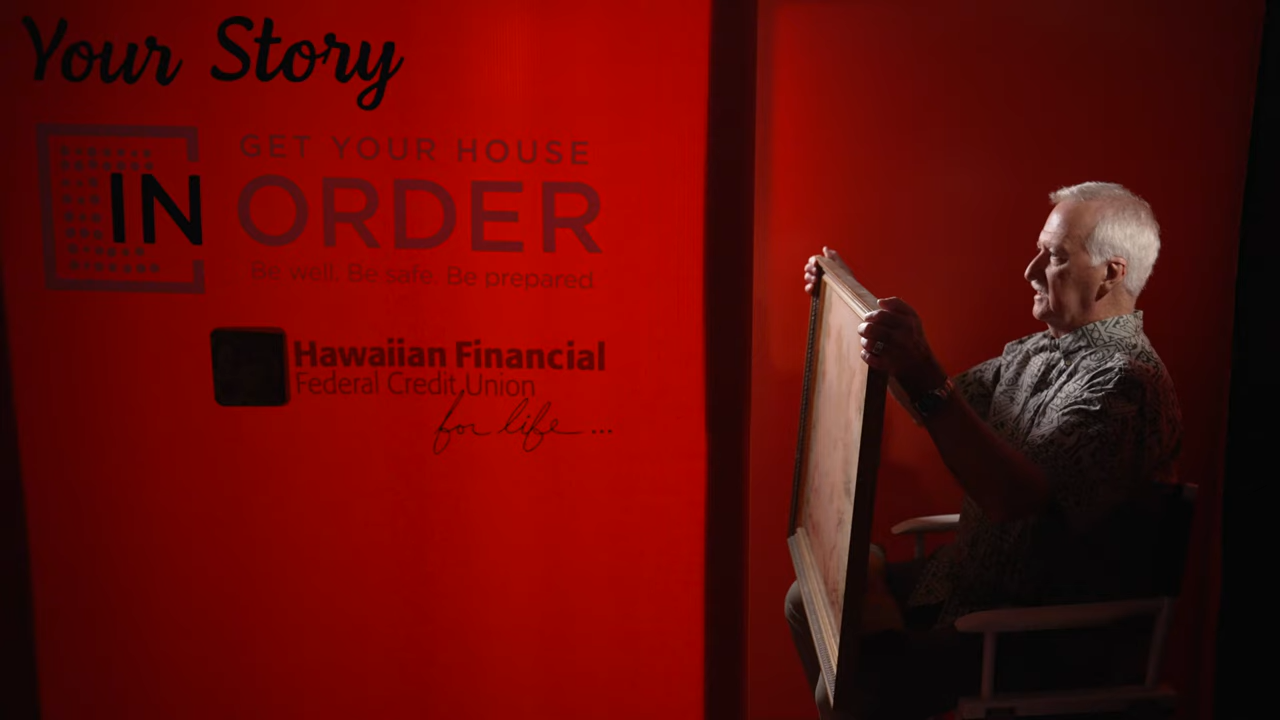 Your Story
GET YOUR HOUSE
IN ORDER
Be well. Be safe. Be prepared
Hawaiian Financial
Federal Credit Union
for life ...